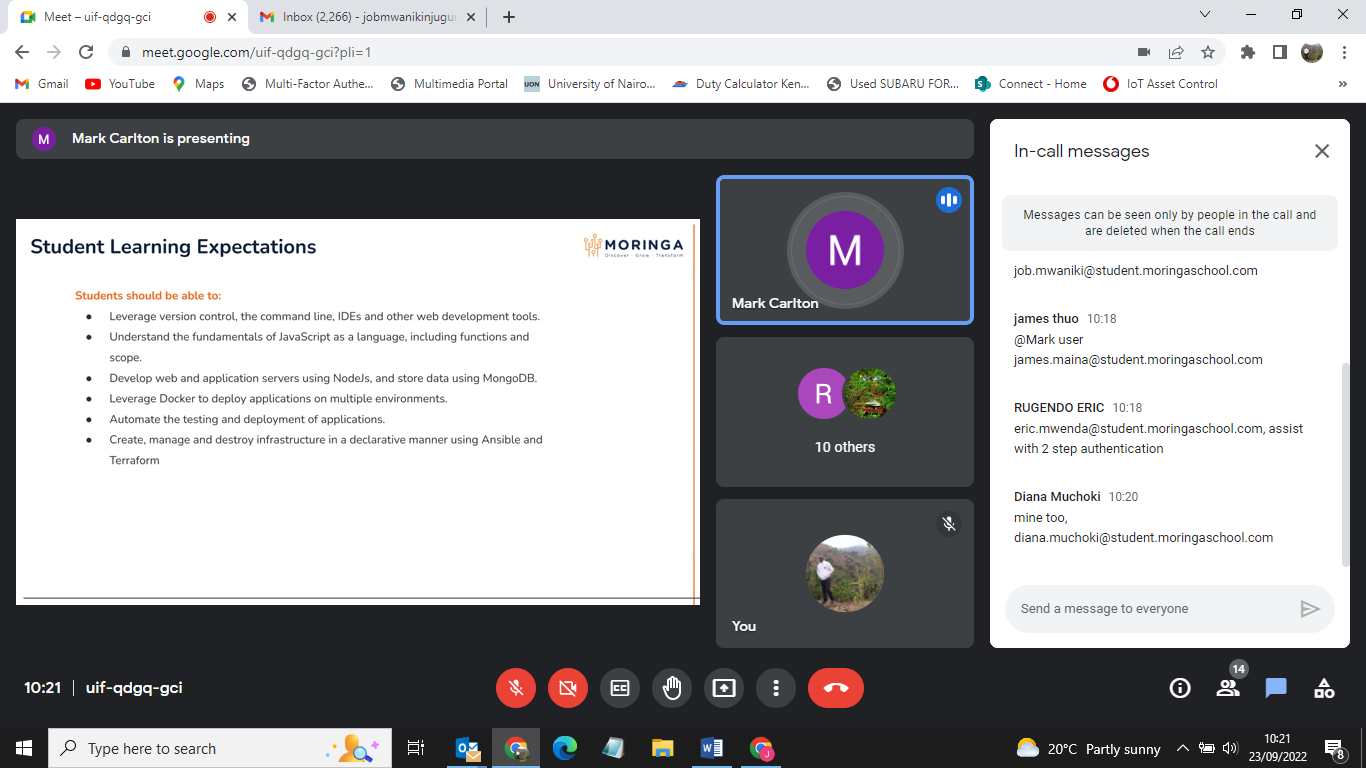 Meet – uif-qdgq-gci
Inbox (2,266) - jobmwanikinjugu
meet.google.com/uif-qdgq-gci?pli=1
Gmail
YouTube
Maps
Multi-Factor Authe...
Multimedia Portal
UON
University of Nairo...
Duty Calculator Ken...
Used SUBARU FOR...
Connect - Home
IoT Asset Control
»
M
Mark Carlton is presenting
Student Learning Expectations
MORINGA
Discover · Grow · Transform
Students should be able to:
● Leverage version control, the command line, IDEs and other web development tools.
● Understand the fundamentals of JavaScript as a language, including functions and
scope.
● Develop web and application servers using NodeJs, and store data using MongoDB.
● Leverage Docker to deploy applications on multiple environments.
● Automate the testing and deployment of applications.
● Create, manage and destroy infrastructure in a declarative manner using Ansible and
Terraform
M
Mark Carlton
R
10 others
You
In-call messages
Messages can be seen only by people in the call and
are deleted when the call ends
job.mwaniki@student.moringaschool.com
james thuo 10:18
@Mark user
james.maina@student.moringaschool.com
RUGENDO ERIC 10:18
eric.mwenda@student.moringaschool.com, assist
with 2 step authentication
Diana Muchoki 10:20
mine too,
diana.muchoki@student.moringaschool.com
Send a message to everyone
10:21 | uif-qdgq-gci
CC
14
Type here to search
20°C Partly sunny
10:21
23/09/2022
8